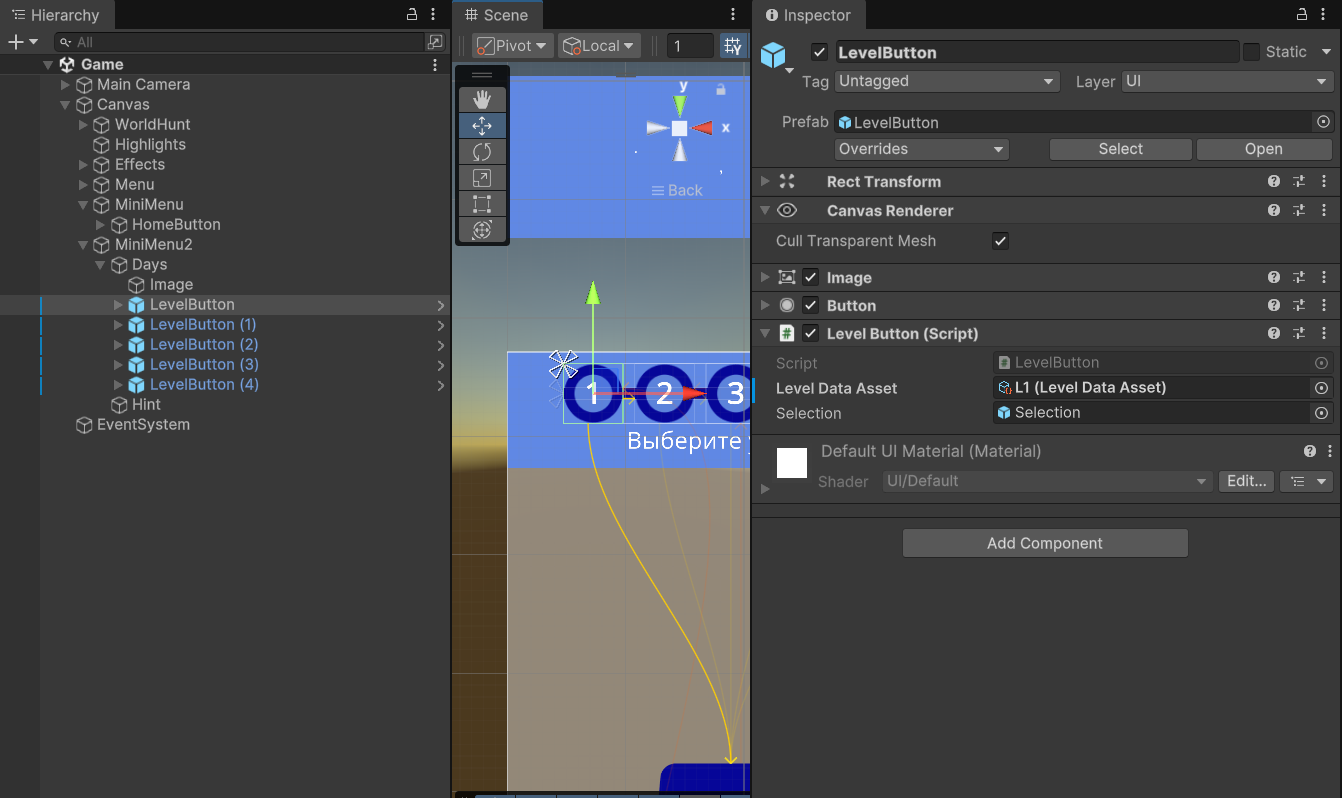 Hierarchy
All
Game
Main Camera
Canvas
WorldHunt
Highlights
Effects
Menu
MiniMenu
HomeButton
MiniMenu2
Days
Image
LevelButton
LevelButton (1)
LevelButton (2)
LevelButton (3)
LevelButton (4)
Hint
EventSystem
Scene
Pivot Local 1 Y
y
x
Back
1 2 3
Выберите
Inspector
LevelButton Static
Tag Untagged Layer UI
Prefab LevelButton
Overrides Select Open
Rect Transform
Canvas Renderer
Cull Transparent Mesh
Image
Button
# Level Button (Script)
Script # LevelButton
Level Data Asset L1 (Level Data Asset)
Selection Selection
Default UI Material (Material)
Shader UI/Default Edit...
Add Component